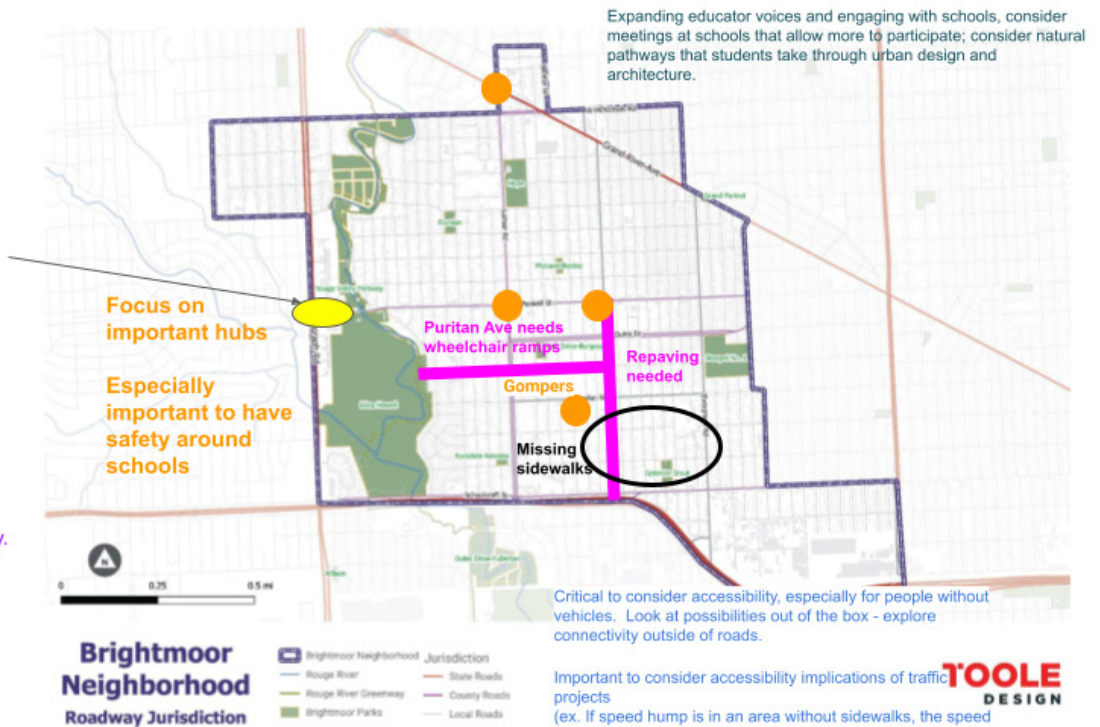 Expanding educator voices and engaging with schools, consider
meetings at schools that allow more to participate; consider natural
pathways that students take through urban design and
architecture.
Grand River Ave
Focus on
important hubs
Especially
important to have
safety around
schools
Puritan Ave needs
wheelchair ramps
Repaving
needed
Gompers
Missing
sidewalks
y.
N
0
0.25
0.5 mi
Critical to consider accessibility, especially for people without
vehicles. Look at possibilities out of the box - explore
connectivity outside of roads.
Important to consider accessibility implications of traffic
projects
(ex. If speed hump is in an area without sidewalks, the speed
Brightmoor
Neighborhood
Roadway Jurisdiction
Brightmoor Neighborhood
Rouge River
Rouge River Greenway
Brightmoor Parks
Jurisdiction
State Roads
County Roads
Local Roads
TOOLE
DESIGN